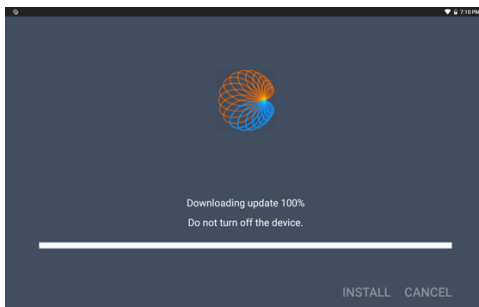 7:10 PM
Downloading update 100%
Do not turn off the device.
INSTALL CANCEL